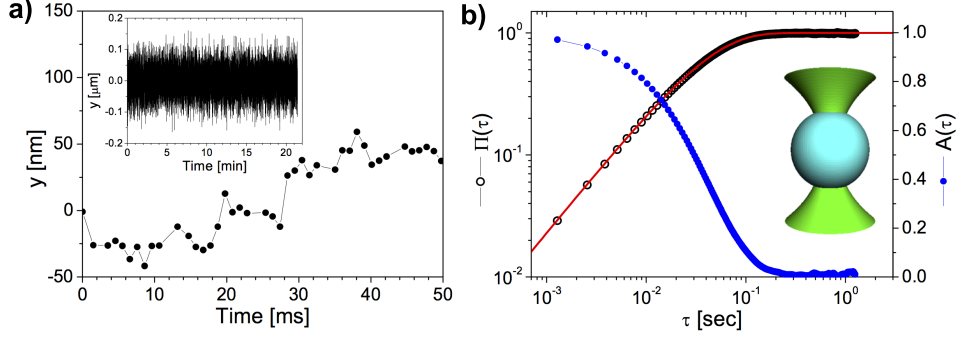 a)
150
100
50
0
-50
y [nm]
0 10 20 30 40 50
Time [ms]
0.2
0.1
0.0
-0.1
-0.2
y [μm]
0 5 10 15 20
Time [min]
b)
10⁰
10⁻¹
10⁻²
Π(τ)
10⁻³ 10⁻² 10⁻¹ 10⁰
τ [sec]
1.0
0.8
0.6
0.4
0.2
0.0
A(τ)